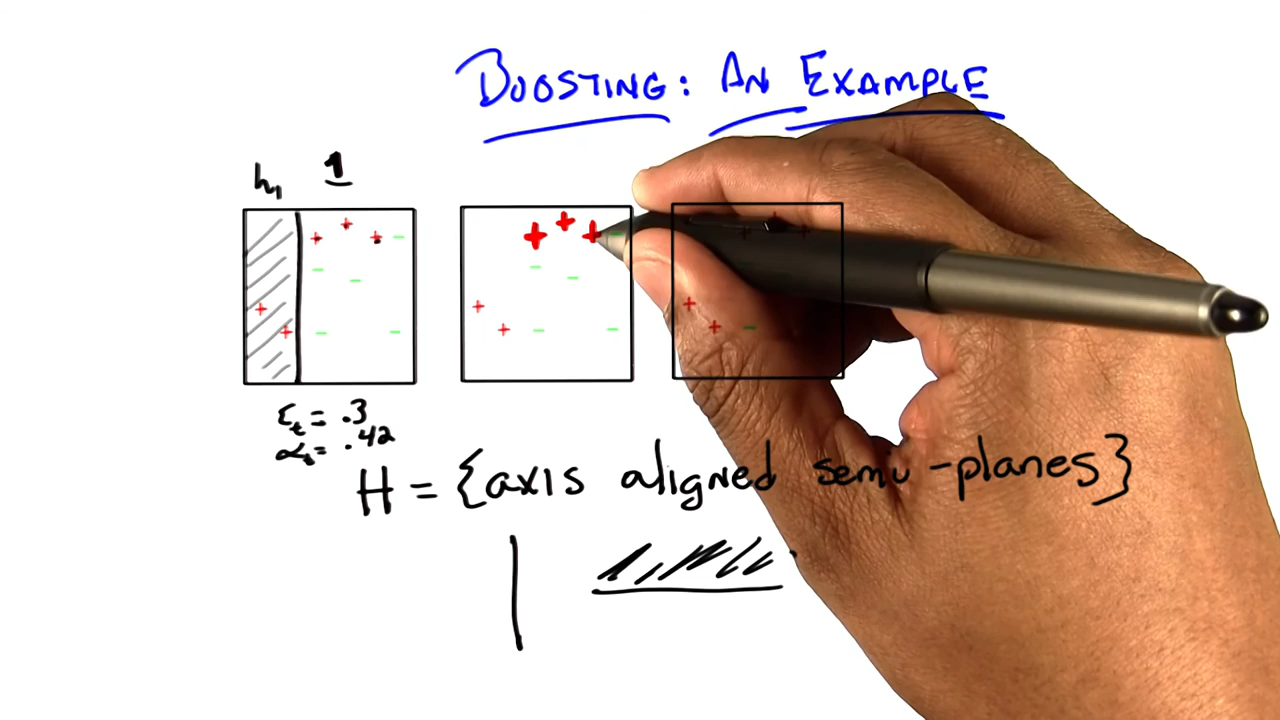 BOOSTING: AN EXAMPLE
h₁ 1
εₜ = .3
αₜ = .42
H = {axis aligned semi-planes}